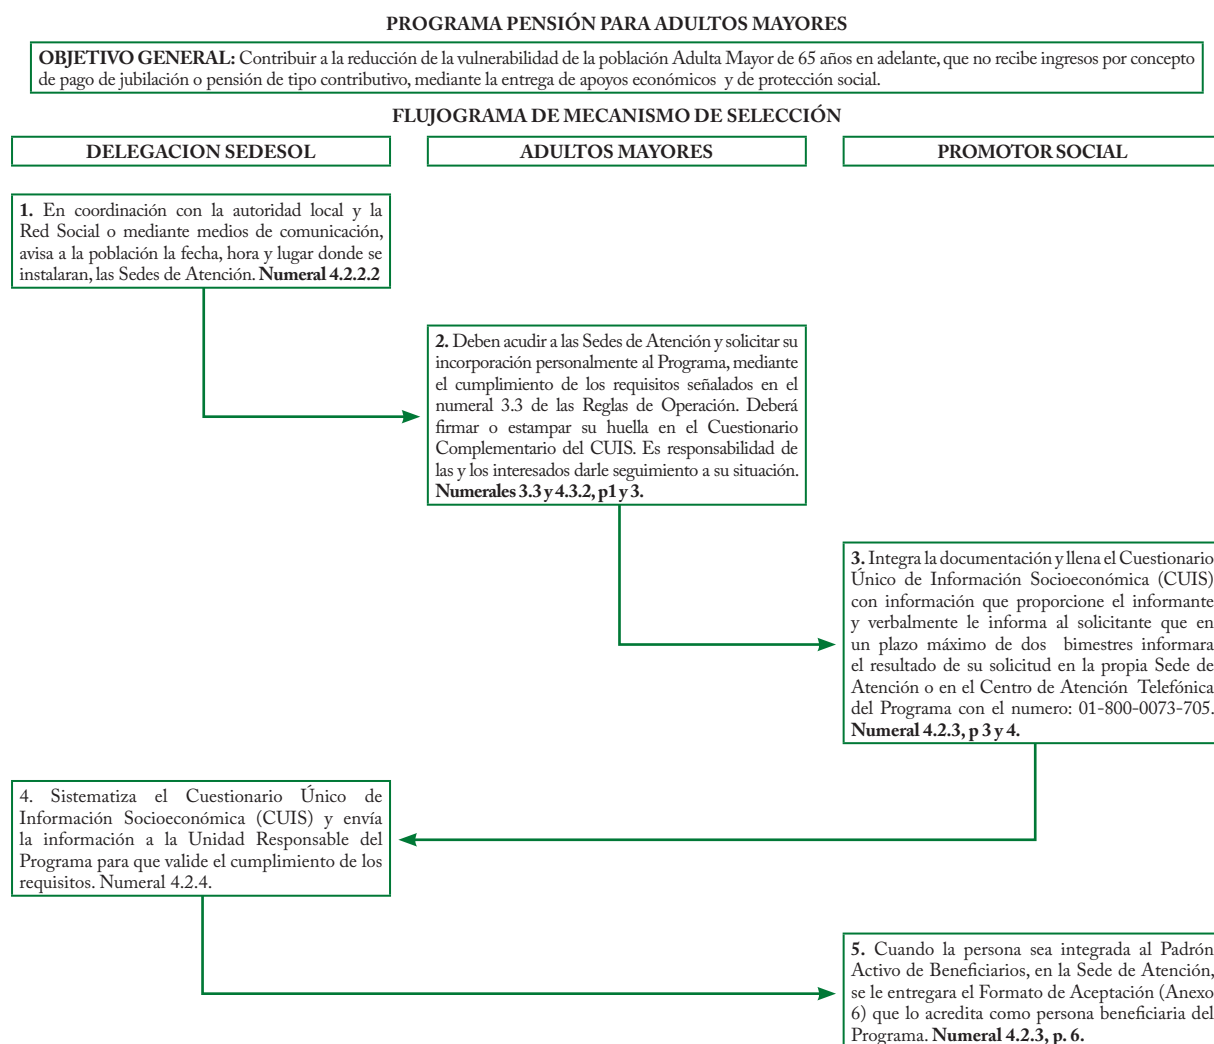 PROGRAMA PENSIÓN PARA ADULTOS MAYORES
OBJETIVO GENERAL: Contribuir a la reducción de la vulnerabilidad de la población Adulta Mayor de 65 años en adelante, que no recibe ingresos por concepto
de pago de jubilación o pensión de tipo contributivo, mediante la entrega de apoyos económicos y de protección social.
FLUJOGRAMA DE MECANISMO DE SELECCIÓN
DELEGACION SEDESOL
ADULTOS MAYORES
PROMOTOR SOCIAL
1. En coordinación con la autoridad local y la
Red Social o mediante medios de comunicación,
avisa a la población la fecha, hora y lugar donde se
instalaran, las Sedes de Atención. Numeral 4.2.2.2
2. Deben acudir a las Sedes de Atención y solicitar su
incorporación personalmente al Programa, mediante
el cumplimiento de los requisitos señalados en el
numeral 3.3 de las Reglas de Operación. Deberá
firmar o estampar su huella en el Cuestionario
Complementario del CUIS. Es responsabilidad de
las y los interesados darle seguimiento a su situación.
Numerales 3.3 y 4.3.2, p1 y 3.
3. Integra la documentación y llena el Cuestionario
Único de Información Socioeconómica (CUIS)
con información que proporcione el informante
y verbalmente le informa al solicitante que en
un plazo máximo de dos bimestres informara
el resultado de su solicitud en la propia Sede de
Atención o en el Centro de Atención Telefónica
del Programa con el numero: 01-800-0073-705.
Numeral 4.2.3, p 3 y 4.
4. Sistematiza el Cuestionario Único de
Información Socioeconómica (CUIS) y envía
la información a la Unidad Responsable del
Programa para que valide el cumplimiento de los
requisitos. Numeral 4.2.4.
5. Cuando la persona sea integrada al Padrón
Activo de Beneficiarios, en la Sede de Atención,
se le entregara el Formato de Aceptación (Anexo
6) que lo acredita como persona beneficiaria del
Programa. Numeral 4.2.3, p. 6.